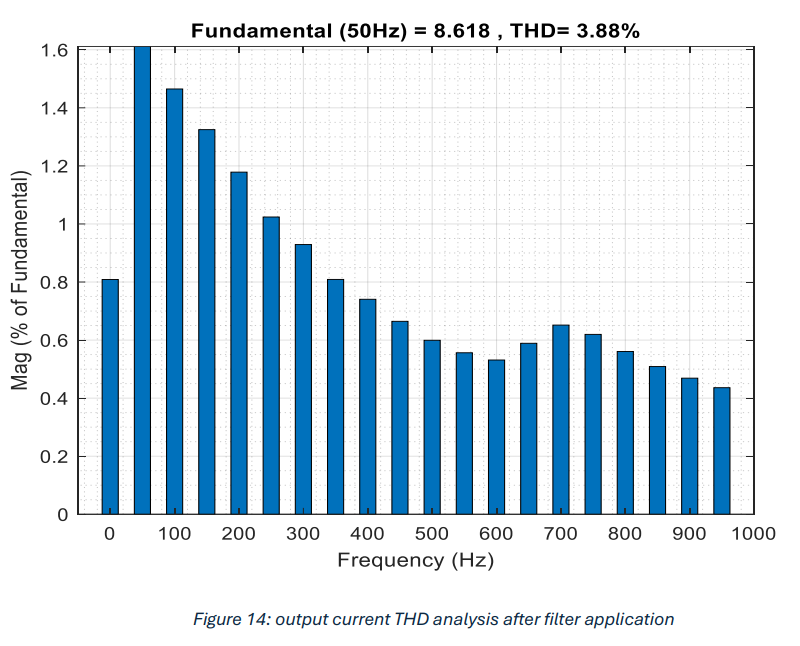 Fundamental (50Hz) = 8.618 , THD= 3.88%
1.6
1.4
1.2
1
0.8
0.6
0.4
0.2
0
Mag (% of Fundamental)
0 100 200 300 400 500 600 700 800 900 1000
Frequency (Hz)
Figure 14: output current THD analysis after filter application